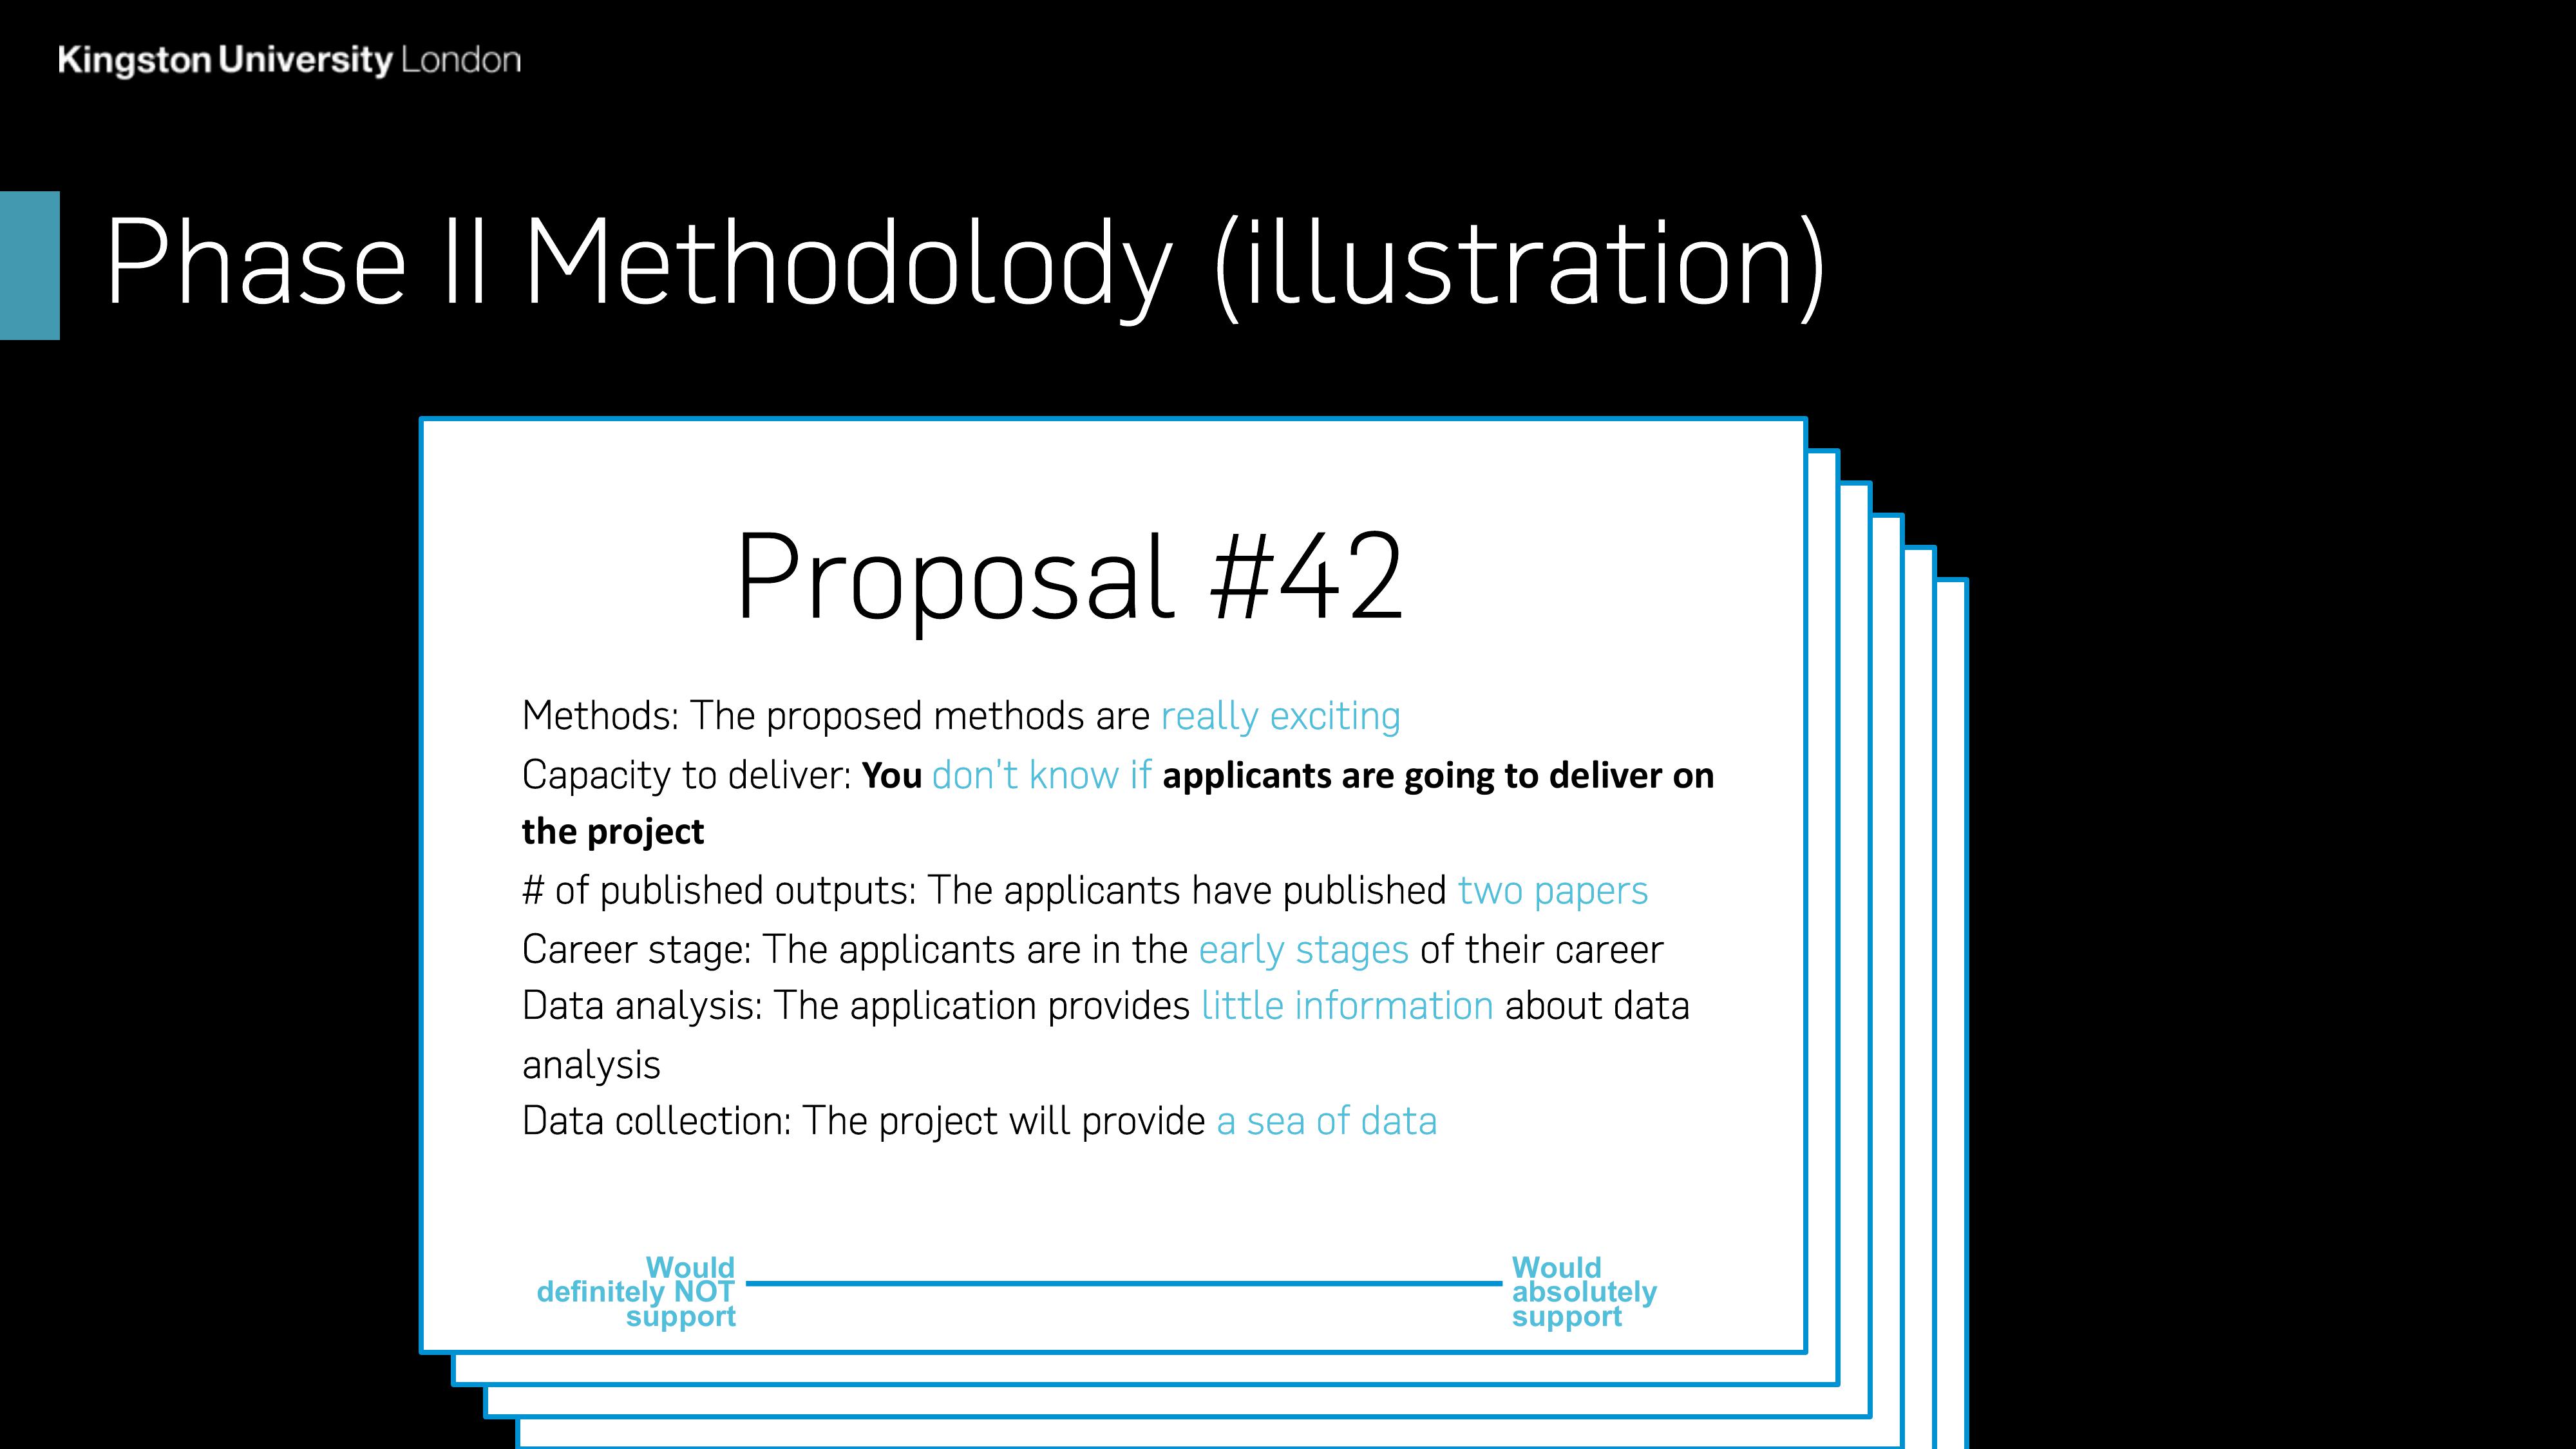 Kingston University London
Phase II Methodolody (illustration)
Proposal #42
Methods: The proposed methods are really exciting
Capacity to deliver: You don't know if applicants are going to deliver on
the project
# of published outputs: The applicants have published two papers
Career stage: The applicants are in the early stages of their career
Data analysis: The application provides little information about data
analysis
Data collection: The project will provide a sea of data
Would
definitely NOT
support
Would
absolutely
support